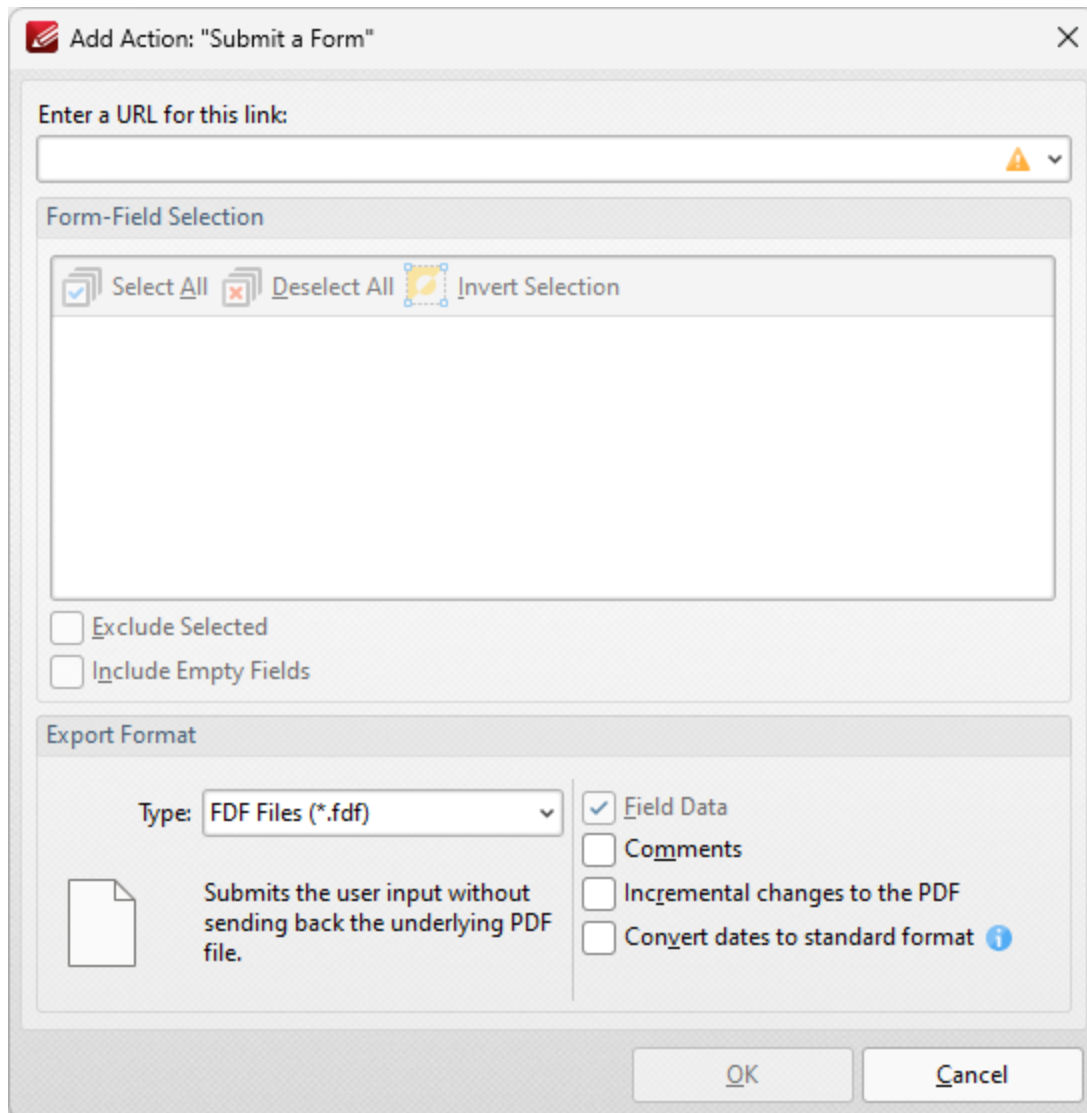 Add Action: "Submit a Form"
Enter a URL for this link:
Form-Field Selection
Select All Deselect All Invert Selection
Exclude Selected
Include Empty Fields
Export Format
Type: FDF Files (*.fdf)
Submits the user input without
sending back the underlying PDF
file.
Field Data
Comments
Incremental changes to the PDF
Convert dates to standard format
OK Cancel